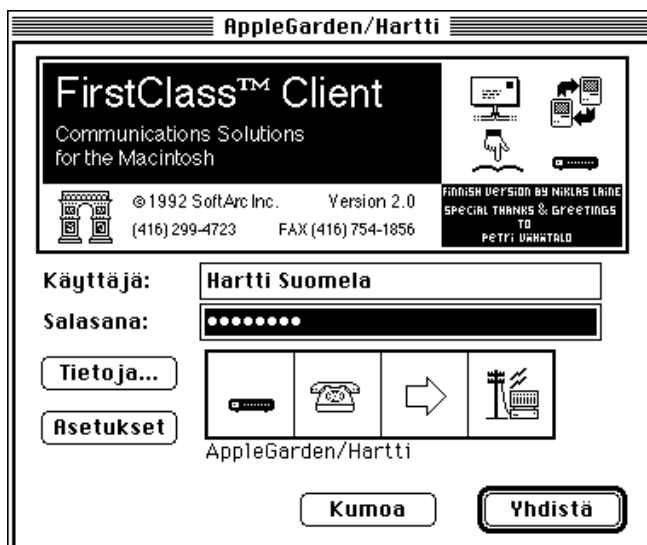 AppleGarden/Hartti
FirstClass™ Client
Communications Solutions
for the Macintosh
©1992 SoftArc Inc. Version 2.0
(416) 299-4723 FAX (416) 754-1856
Finnish version by Niklas Laine
Special thanks & Greetings
TO
Petri Vähätalo
Käyttäjä: Hartti Suomela
Salasana: ••••••••
Tietoja...
Asetukset
AppleGarden/Hartti
Kumoa Yhdistä